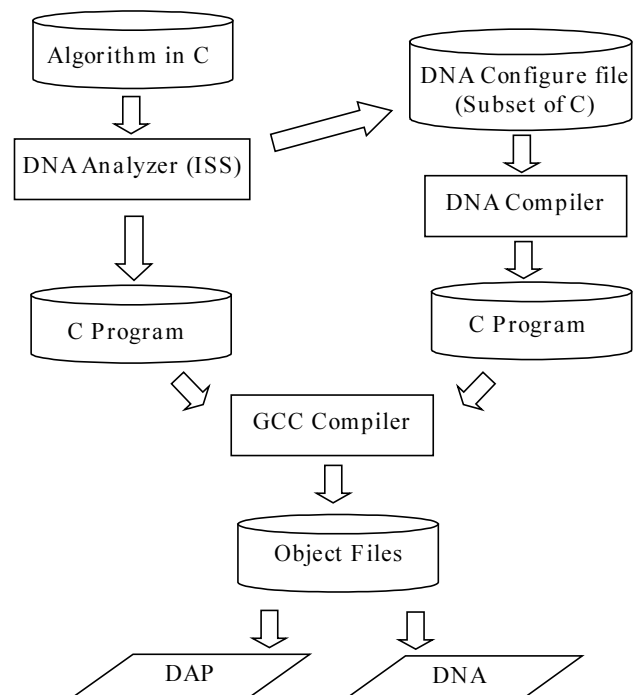 Algorithm in C
DNA Configure file
(Subset of C)
DNA Analyzer (ISS)
DNA Compiler
C Program
C Program
GCC Compiler
Object Files
DAP
DNA